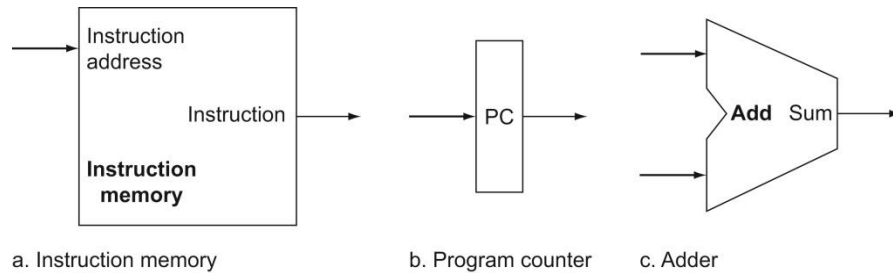 Instruction
address
Instruction
Instruction
memory
PC
Add Sum
a. Instruction memory
b. Program counter
c. Adder